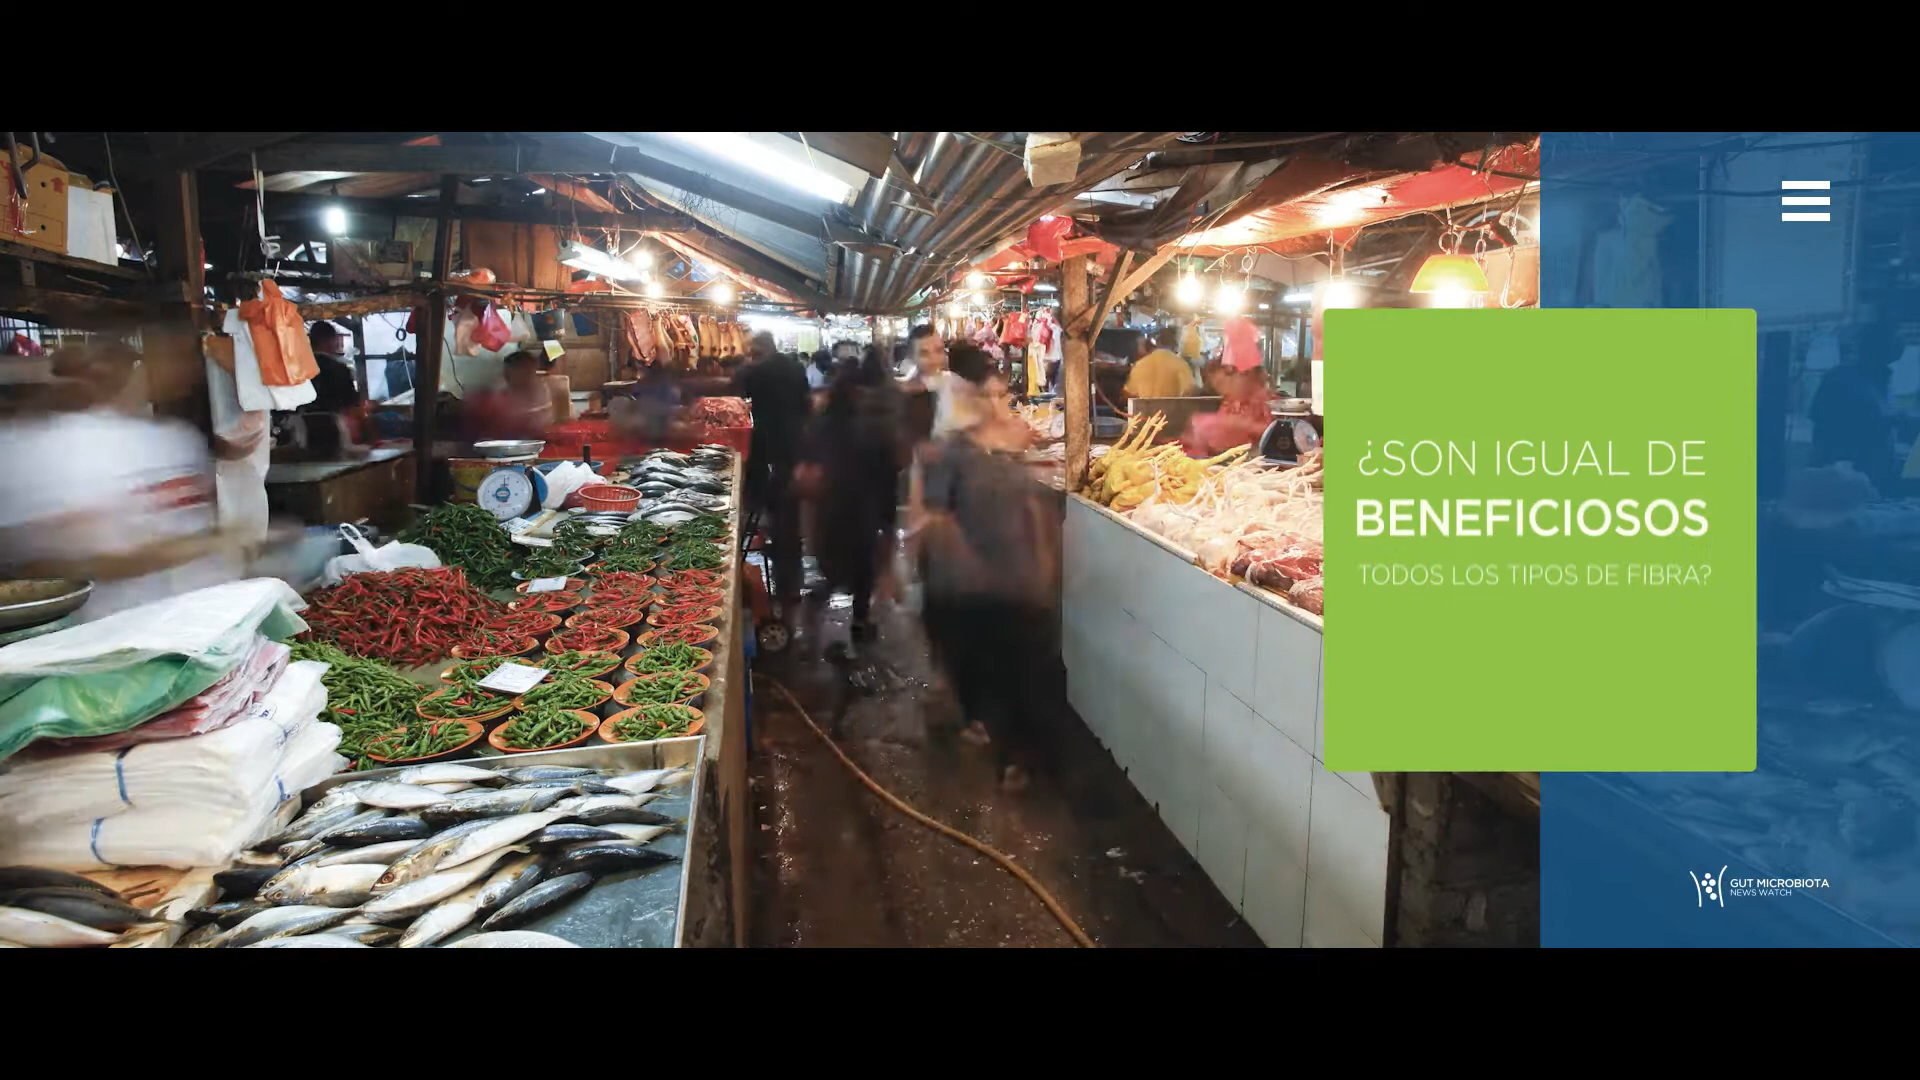 ¿SON IGUAL DE
BENEFICIOSOS
TODOS LOS TIPOS DE FIBRA?
GUT MICROBIOTA
NEWS WATCH